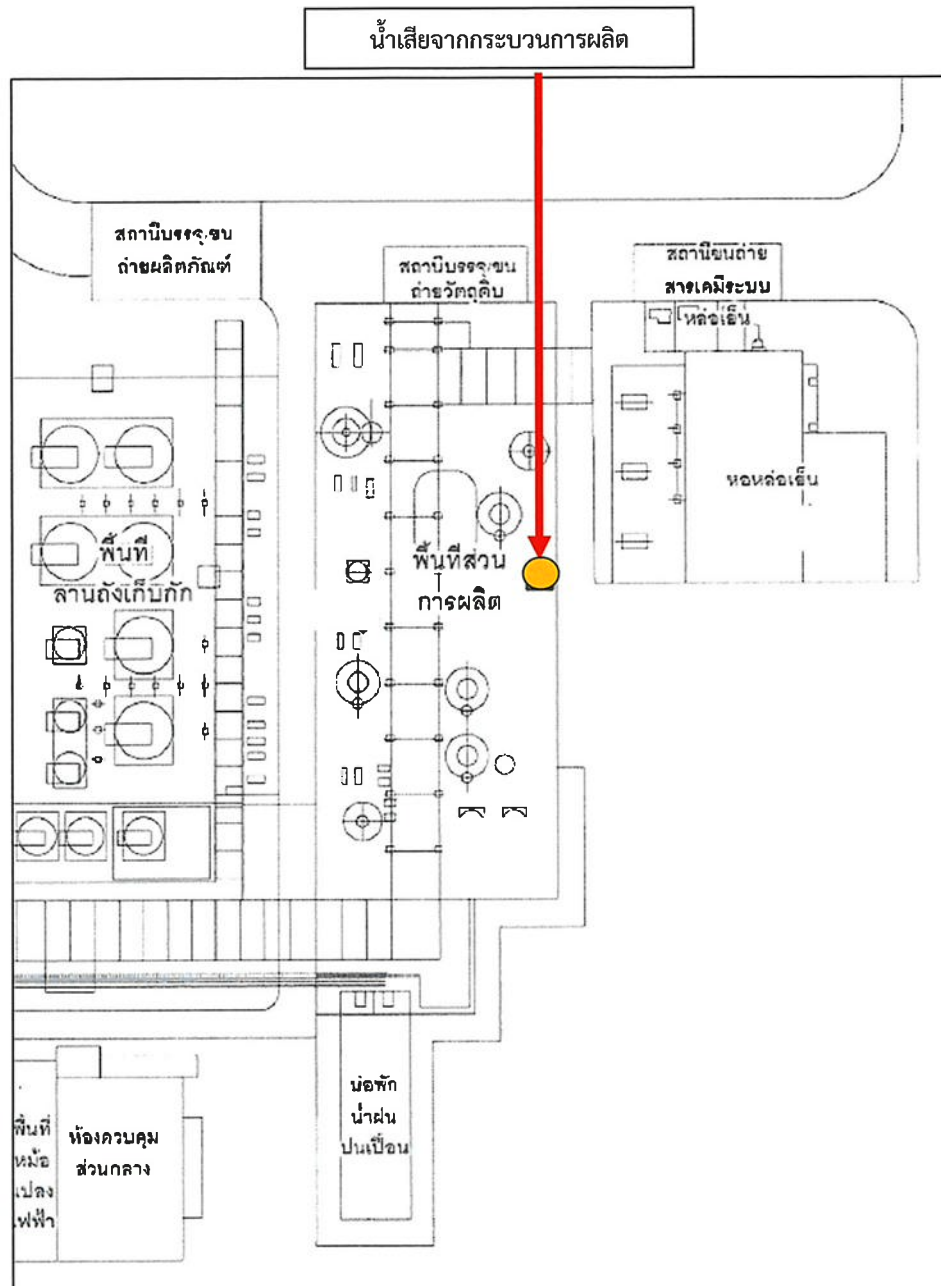 น้ำเสียจากกระบวนการผลิต
สถานีบรรจุ/ขน
ถ่ายผลิตภัณฑ์
สถานีบรรจุ/ขน
ถ่ายวัตถุดิบ
สถานีขนถ่าย
สารเคมีระบบ
หล่อเย็น
หอหล่อเย็น
พื้นที่
ลานถังเก็บกัก
พื้นที่ส่วน
การผลิต
บ่อพัก
น้ำฝน
ปนเปื้อน
ห้องควบคุม
ส่วนกลาง
พื้นที่
หม้อ
แปลง
ไฟฟ้า